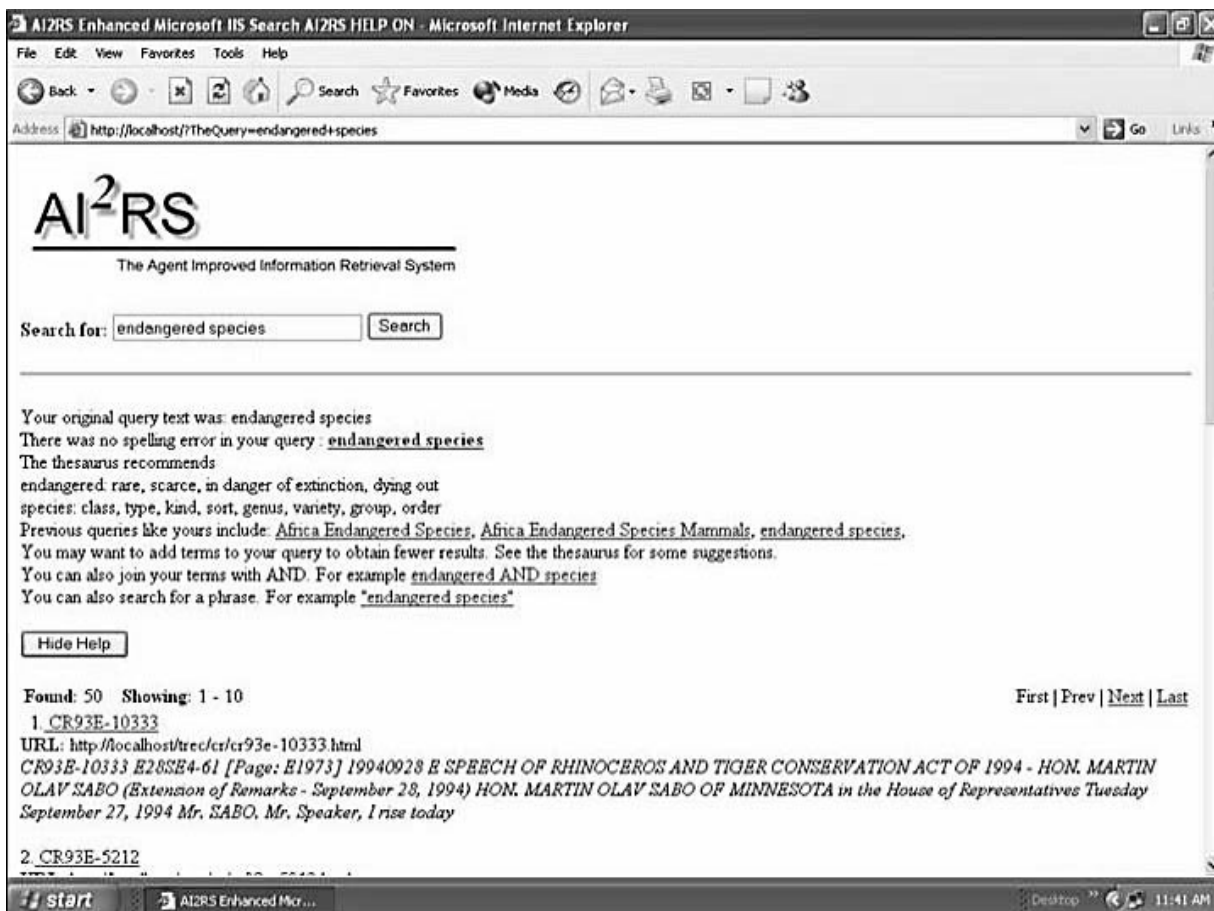 AI2RS Enhanced Microsoft IIS Search AI2RS HELP ON - Microsoft Internet Explorer
File Edit View Favorites Tools Help
Back Search Favorites Media
Address http://localhost/?TheQuery=endangered+species Go Links
AI2RS
The Agent Improved Information Retrieval System
Search for: endangered species Search
Your original query text was: endangered species
There was no spelling error in your query : endangered species
The thesaurus recommends
endangered: rare, scarce, in danger of extinction, dying out
species: class, type, kind, sort, genus, variety, group, order
Previous queries like yours include: Africa Endangered Species, Africa Endangered Species Mammals, endangered species,
You may want to add terms to your query to obtain fewer results. See the thesaurus for some suggestions.
You can also join your terms with AND. For example endangered AND species
You can also search for a phrase. For example "endangered species"
Hide Help
Found: 50 Showing: 1 - 10 First | Prev | Next | Last
1. CR93E-10333
URL: http://localhost/trec/cr/cr93e-10333.html
CR93E-10333 E28SE4-61 [Page: E1973] 19940928 E SPEECH OF RHINOCEROS AND TIGER CONSERVATION ACT OF 1994 - HON. MARTIN
OLAV SABO (Extension of Remarks - September 28, 1994) HON. MARTIN OLAV SABO OF MINNESOTA in the House of Representatives Tuesday
September 27, 1994 Mr. SABO. Mr. Speaker, I rise today
2. CR93E-5212
start AI2RS Enhanced Micr... Desktop 11:41 AM